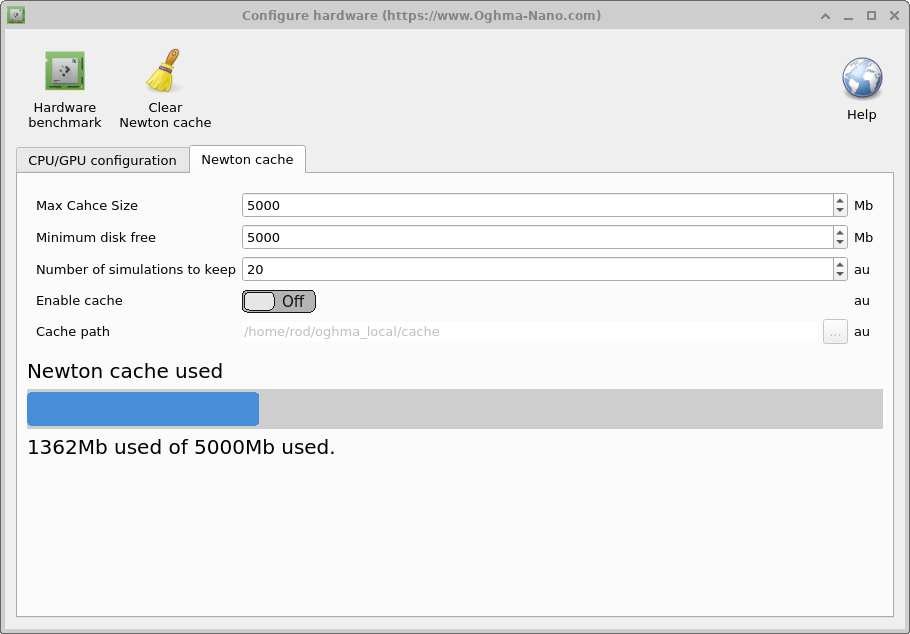 Configure hardware (https://www.Oghma-Nano.com)
Hardware
benchmark
Clear
Newton cache
Help
CPU/GPU configuration
Newton cache
Max Cahce Size 5000 Mb
Minimum disk free 5000 Mb
Number of simulations to keep 20 au
Enable cache Off au
Cache path /home/rod/oghma_local/cache ... au
Newton cache used
1362Mb used of 5000Mb used.